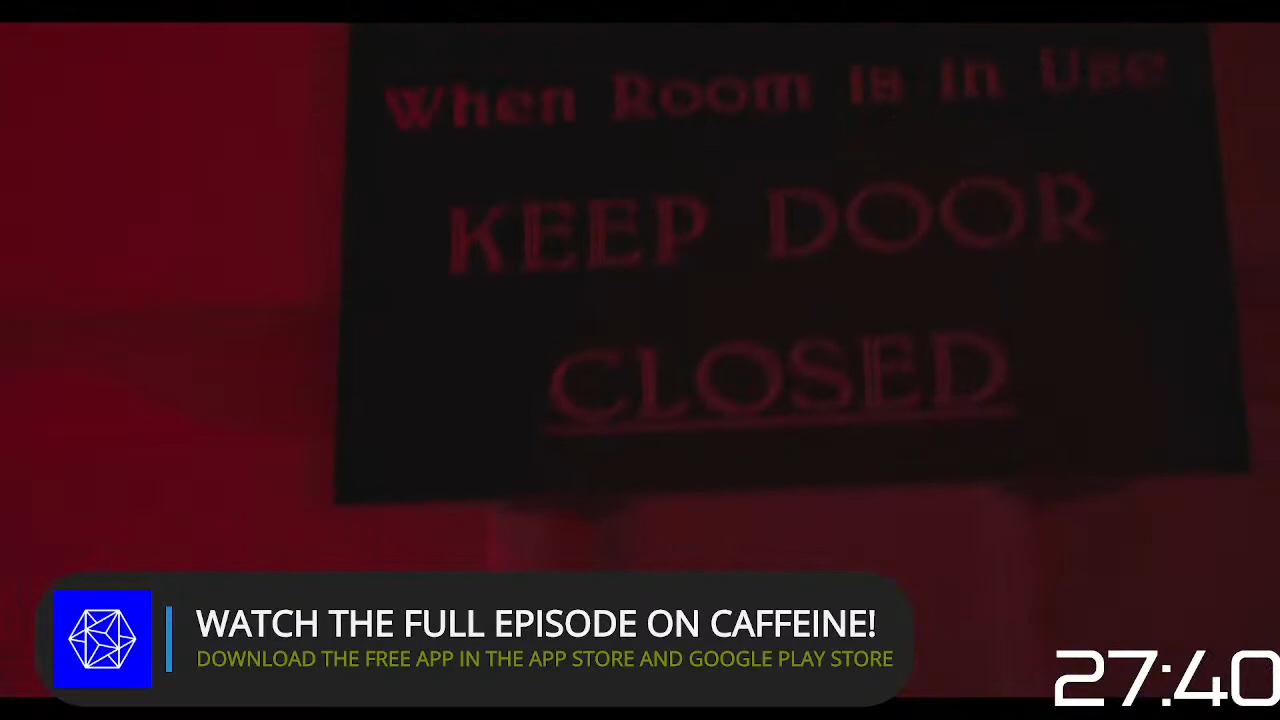 When Room is in Use
KEEP DOOR
CLOSED
WATCH THE FULL EPISODE ON CAFFEINE!
DOWNLOAD THE FREE APP IN THE APP STORE AND GOOGLE PLAY STORE
27:40